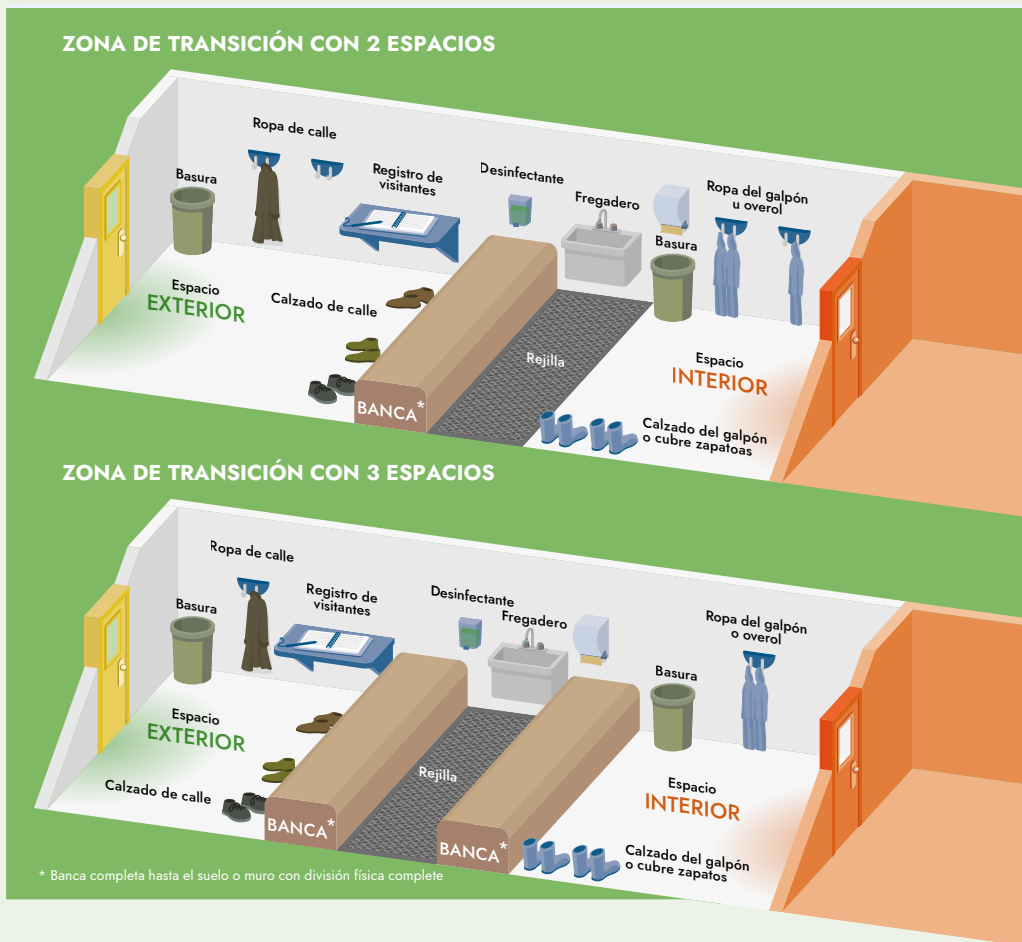 ZONA DE TRANSICIÓN CON 2 ESPACIOS
Ropa de calle
Basura
Registro de
visitantes
Desinfectante
Fregadero
Ropa del galpón
u overol
Basura
Espacio
EXTERIOR
Calzado de calle
Rejilla
Espacio
INTERIOR
BANCA*
Calzado del galpón
o cubre zapatoas
ZONA DE TRANSICIÓN CON 3 ESPACIOS
Ropa de calle
Basura
Registro de
visitantes
Desinfectante
Fregadero
Ropa del galpón
o overol
Basura
Espacio
EXTERIOR
Calzado de calle
Rejilla
Espacio
INTERIOR
BANCA*
BANCA*
Calzado del galpón
o cubre zapatos
* Banca completa hasta el suelo o muro con división física complete